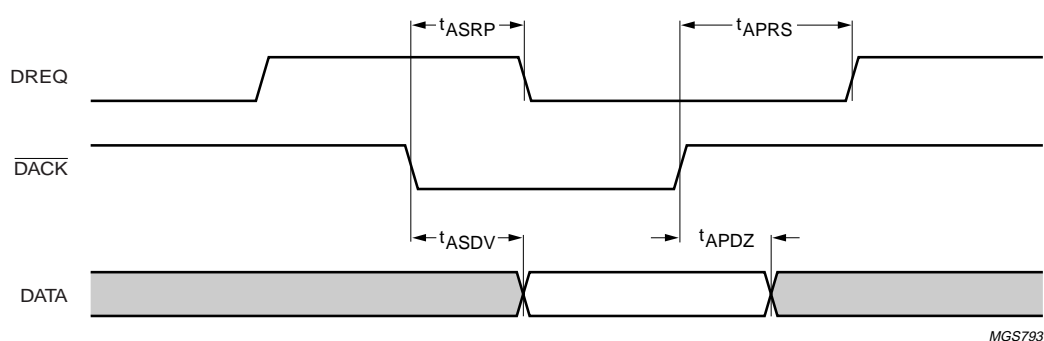 tASRP
tAPRS
DREQ
DACK
tASDV
tAPDZ
DATA
MGS793